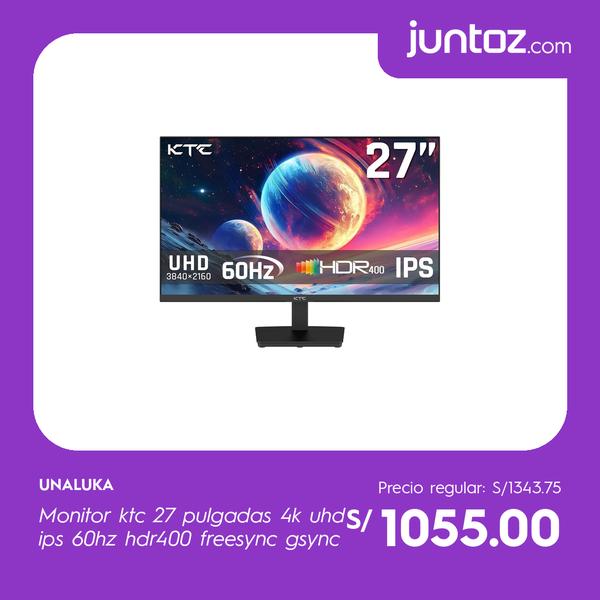 juntoz.com
KTC
27"
UHD
3840×2160
60Hz
HDR400
IPS
KTC
UNALUKA
Precio regular: S/1343.75
Monitor ktc 27 pulgadas 4k uhd
ips 60hz hdr400 freesync gsync
S/ 1055.00